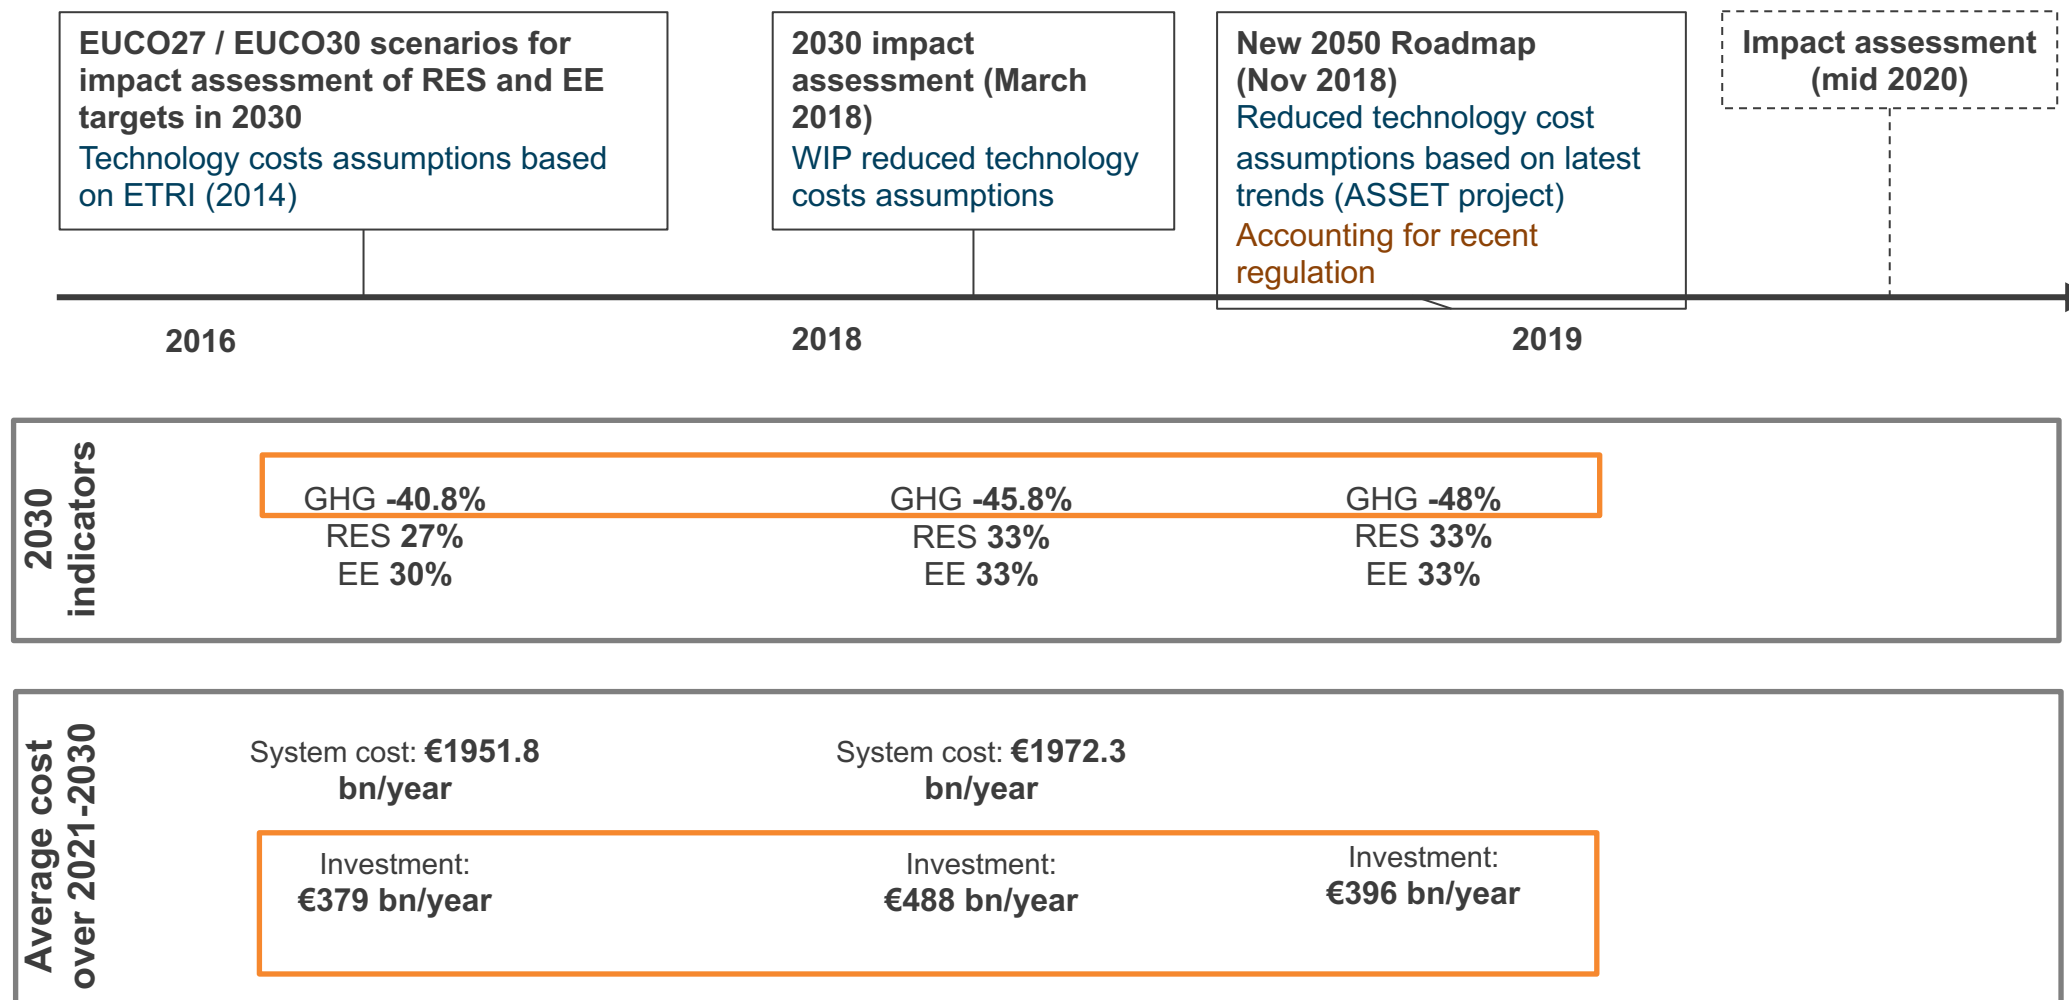 EUCO27 / EUCO30 scenarios for
impact assessment of RES and EE
targets in 2030
Technology costs assumptions based
on ETRI (2014)
2030 impact
assessment (March
2018)
WIP reduced technology
costs assumptions
New 2050 Roadmap
(Nov 2018)
Reduced technology cost
assumptions based on latest
trends (ASSET project)
Accounting for recent
regulation
Impact assessment
(mid 2020)
2016
2018
2019
2030
indicators
GHG -40.8%
RES 27%
EE 30%
GHG -45.8%
RES 33%
EE 33%
GHG -48%
RES 33%
EE 33%
Average cost
over 2021-2030
System cost: €1951.8
bn/year
System cost: €1972.3
bn/year
Investment:
€379 bn/year
Investment:
€488 bn/year
Investment:
€396 bn/year